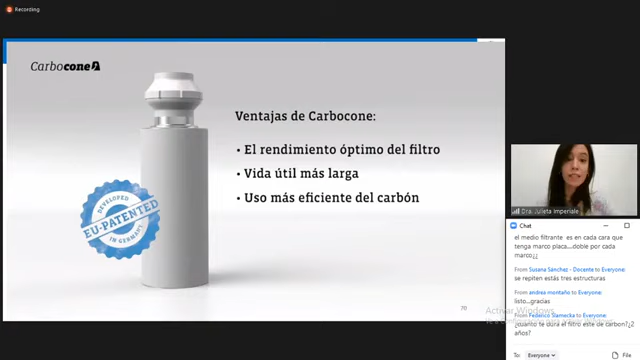 Recording
Carbocone
Ventajas de Carbocone:
• El rendimiento óptimo del filtro
• Vida útil más larga
• Uso más eficiente del carbón
DEVELOPED
EU-PATENTED
IN GERMANY
70
Dra. Julieta Imperiale
Chat
el medio filtrante es en cada cara que
tenga marco placa....doble por cada
marco¿¿
From Susana Sánchez - Docente to Everyone:
se repiten estás tres estructuras
From andrea montaño to Everyone:
listo...gracias
From Federico Slamecka to Everyone:
¿cuanto te dura el filtro este de carbon?¿2
años?
Activar Windows
To: Everyone
File